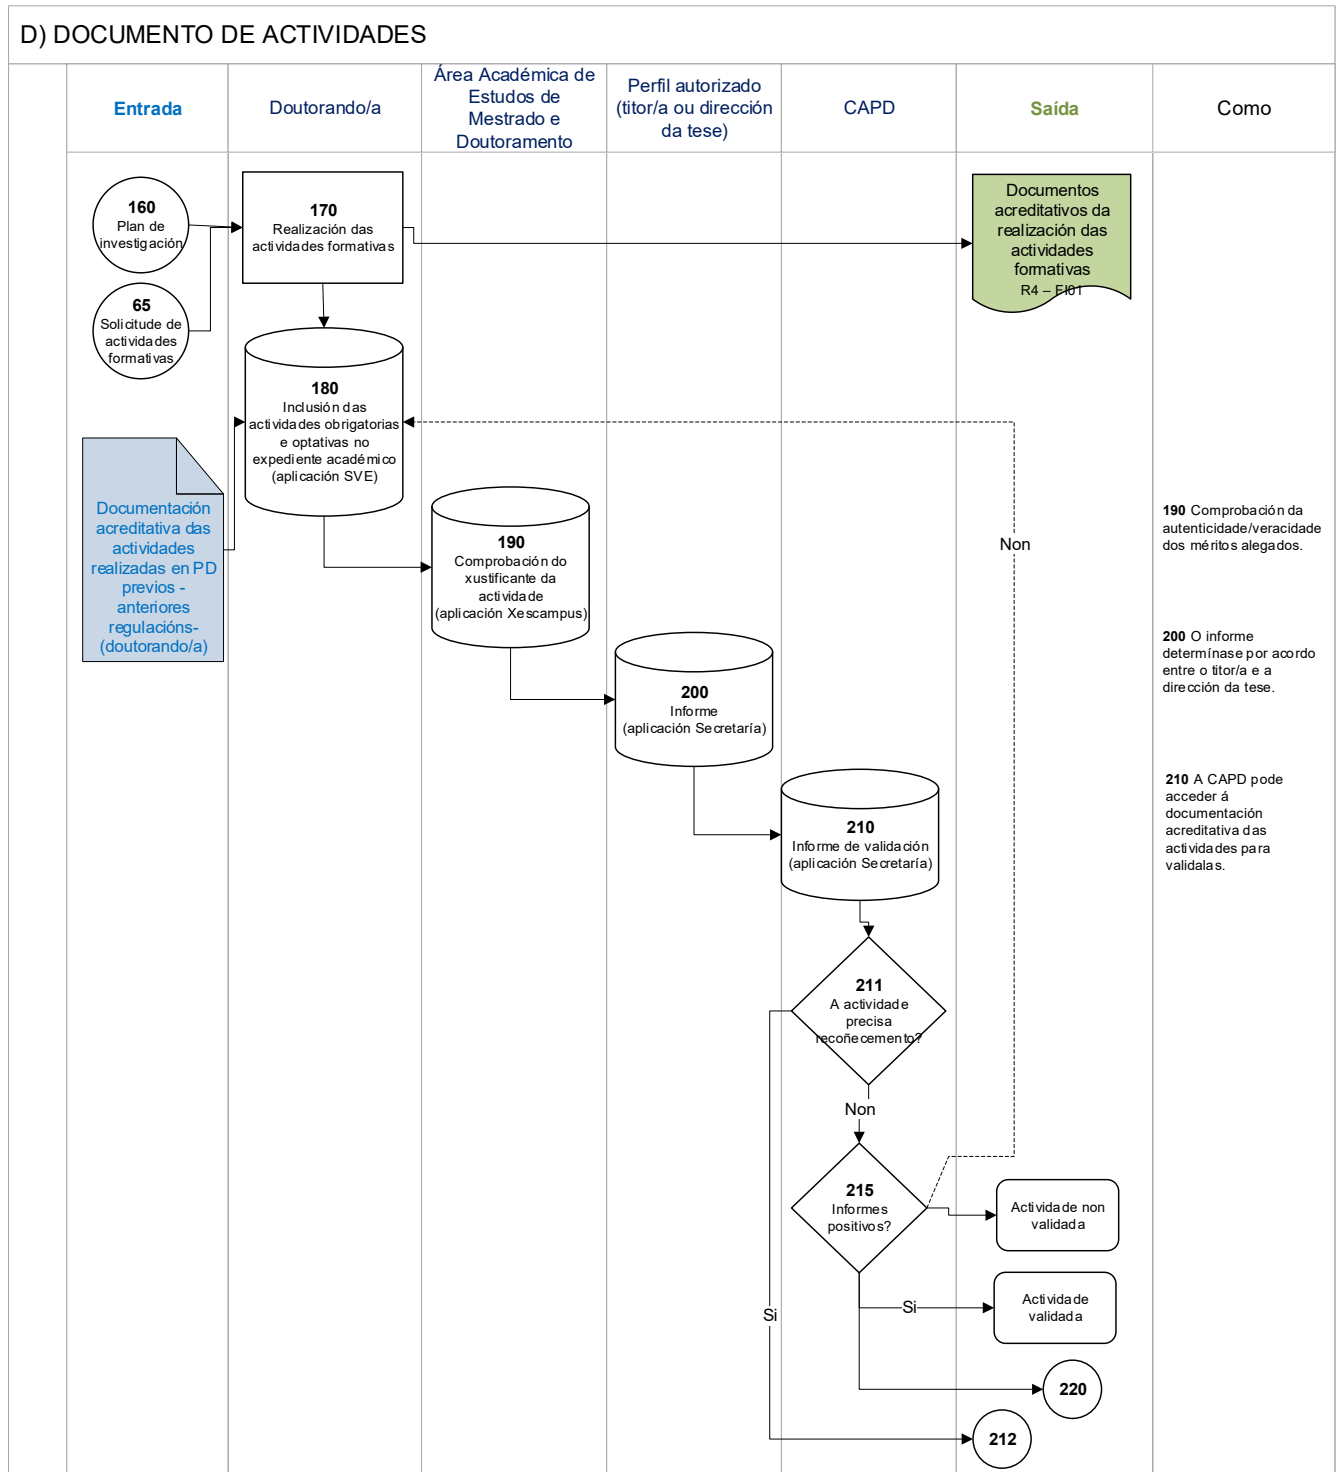 D) DOCUMENTO DE ACTIVIDADES
Entrada
Doutorando/a
Área Académica de
Estudos de
Mestrado e
Doutoramento
Perfil autorizado
(titor/a ou dirección
da tese)
CAPD
Saída
Como
160
Plan de
investigación
65
Solicitude de
actividades
formativas
170
Realización das
actividades formativas
Documentos
acreditativos da
realización das
actividades
formativas
R4 – FI01
180
Inclusión das
actividades obrigatorias
e optativas no
expediente académico
(aplicación SVE)
Documentación
acreditativa das
actividades
realizadas en PD
previos -
anteriores
regulacións-
(doutorando/a)
190
Comprobación do
xustificante da
actividade
(aplicación Xescampus)
Non
190 Comprobación da
autenticidade/veracidade
dos méritos alegados.
200
Informe
(aplicación Secretaría)
200 O informe
determínase por acordo
entre o titor/a e a
dirección da tese.
210
Informe de validación
(aplicación Secretaría)
210 A CAPD pode
acceder á
documentación
acreditativa das
actividades para
validalas.
211
A actividade
precisa
recoñecemento?
Non
215
Informes
positivos?
Actividade non
validada
Si
Si
Actividade
validada
220
212